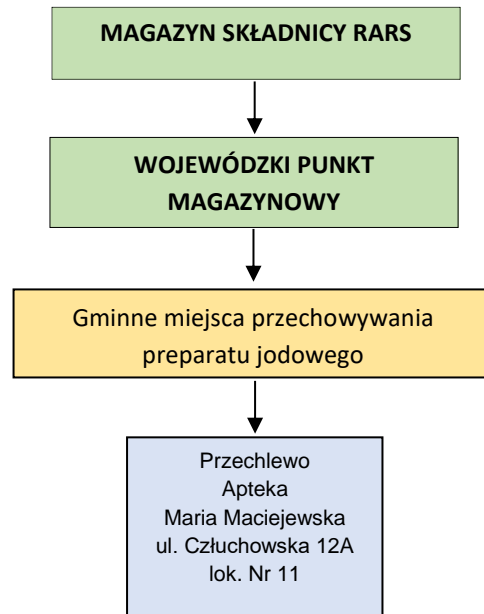 MAGAZYN SKŁADNICY RARS
WOJEWÓDZKI PUNKT
MAGAZYNOWY
Gminne miejsca przechowywania
preparatu jodowego
Przechlewo
Apteka
Maria Maciejewska
ul. Człuchowska 12A
lok. Nr 11